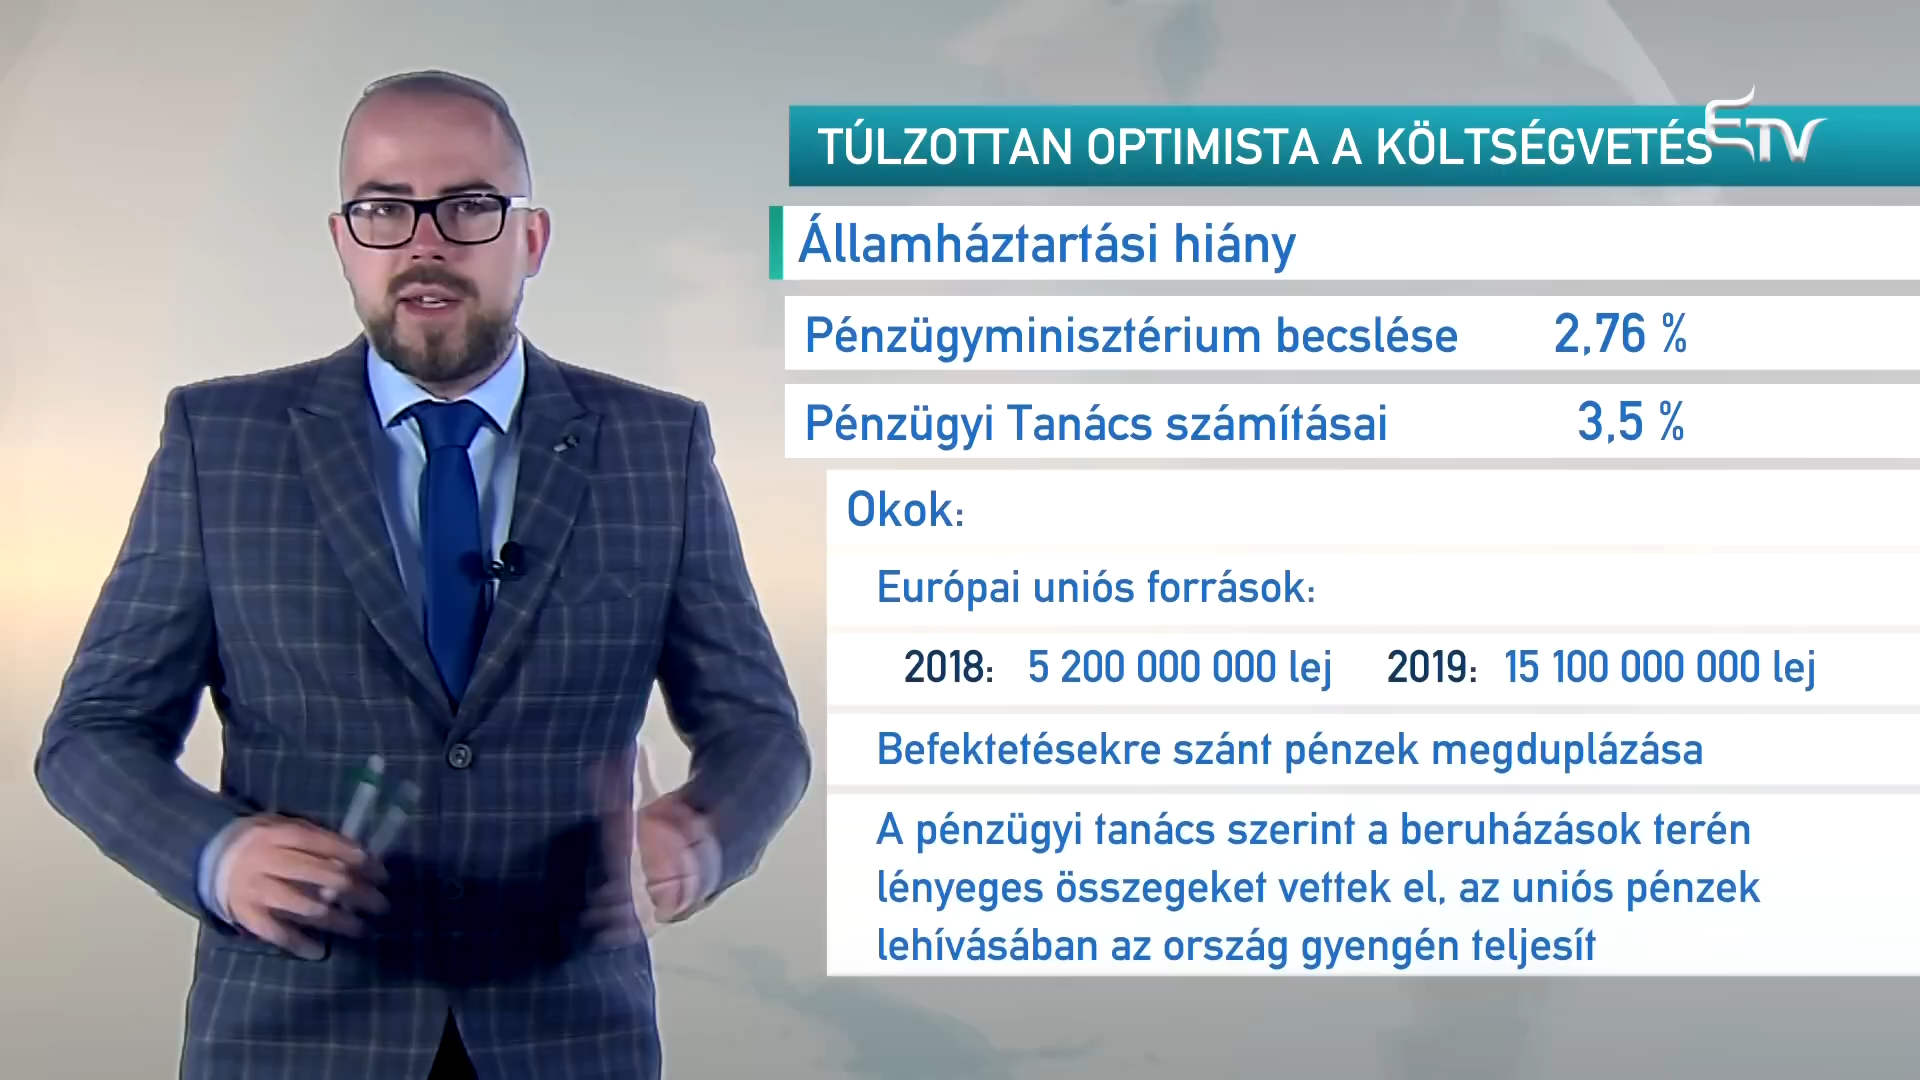 TÚLZOTTAN OPTIMISTA A KÖLTSÉGVETÉS
ETV
Államháztartási hiány
Pénzügyminisztérium becslése 2,76 %
Pénzügyi Tanács számításai 3,5 %
Okok:
Európai uniós források:
2018: 5 200 000 000 lej 2019: 15 100 000 000 lej
Befektetésekre szánt pénzek megduplázása
A pénzügyi tanács szerint a beruházások terén
lényeges összegeket vettek el, az uniós pénzek
lehívásában az ország gyengén teljesít